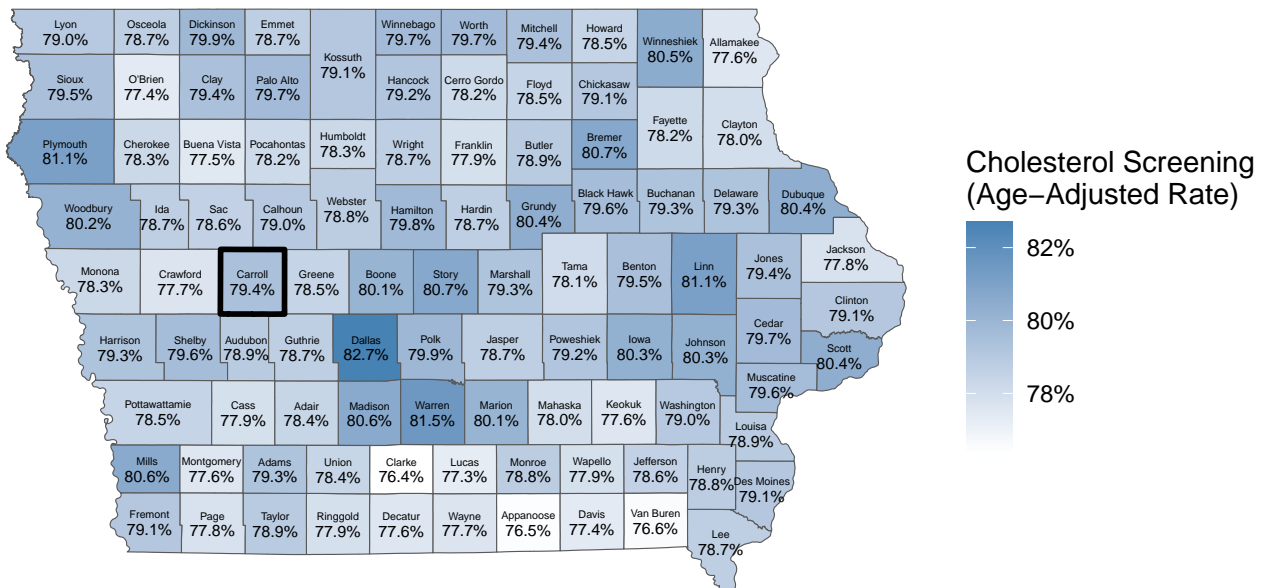 Lyon
79.0%
Osceola
78.7%
Dickinson
79.9%
Emmet
78.7%
Kossuth
79.1%
Winnebago
79.7%
Worth
79.7%
Mitchell
79.4%
Howard
78.5%
Winneshiek
80.5%
Allamakee
77.6%
Sioux
79.5%
O'Brien
77.4%
Clay
79.4%
Palo Alto
79.7%
Hancock
79.2%
Cerro Gordo
78.2%
Floyd
78.5%
Chickasaw
79.1%
Fayette
78.2%
Clayton
78.0%
Plymouth
81.1%
Cherokee
78.3%
Buena Vista
77.5%
Pocahontas
78.2%
Humboldt
78.3%
Wright
78.7%
Franklin
77.9%
Butler
78.9%
Bremer
80.7%
Woodbury
80.2%
Ida
78.7%
Sac
78.6%
Calhoun
79.0%
Webster
78.8%
Hamilton
79.8%
Hardin
78.7%
Grundy
80.4%
Black Hawk
79.6%
Buchanan
79.3%
Delaware
79.3%
Dubuque
80.4%
Monona
78.3%
Crawford
77.7%
Carroll
79.4%
Greene
78.5%
Boone
80.1%
Story
80.7%
Marshall
79.3%
Tama
78.1%
Benton
79.5%
Linn
81.1%
Jones
79.4%
Jackson
77.8%
Clinton
79.1%
Harrison
79.3%
Shelby
79.6%
Audubon
78.9%
Guthrie
78.7%
Dallas
82.7%
Polk
79.9%
Jasper
78.7%
Poweshiek
79.2%
Iowa
80.3%
Johnson
80.3%
Cedar
79.7%
Scott
80.4%
Muscatine
79.6%
Pottawattamie
78.5%
Cass
77.9%
Adair
78.4%
Madison
80.6%
Warren
81.5%
Marion
80.1%
Mahaska
78.0%
Keokuk
77.6%
Washington
79.0%
Louisa
78.9%
Mills
80.6%
Montgomery
77.6%
Adams
79.3%
Union
78.4%
Clarke
76.4%
Lucas
77.3%
Monroe
78.8%
Wapello
77.9%
Jefferson
78.6%
Henry
78.8%
Des Moines
79.1%
Fremont
79.1%
Page
77.8%
Taylor
78.9%
Ringgold
77.9%
Decatur
77.6%
Wayne
77.7%
Appanoose
76.5%
Davis
77.4%
Van Buren
76.6%
Lee
78.7%
Cholesterol Screening
(Age−Adjusted Rate)
82%
80%
78%